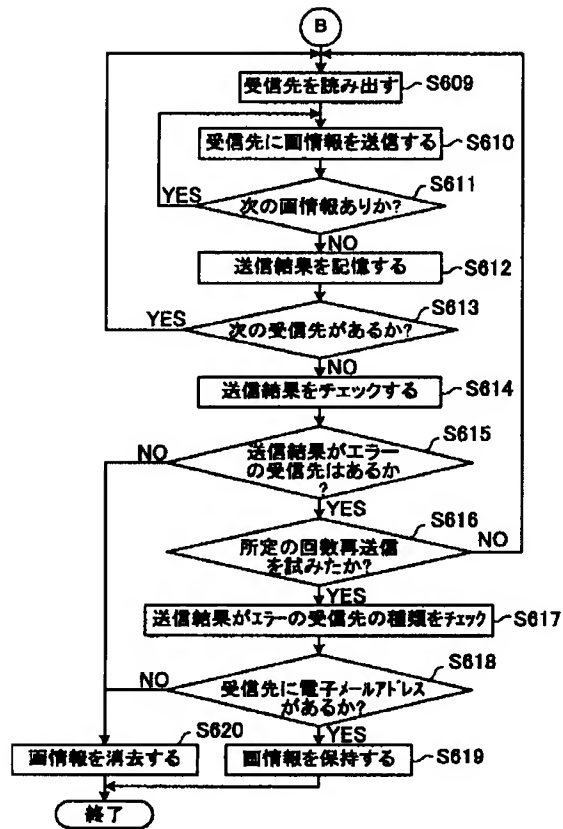 B
受信先を読み出す
S609
受信先に画情報を送信する
S610
S611
YES
次の画情報ありか?
NO
送信結果を記憶する
S612
S613
YES
次の受信先があるか?
NO
送信結果をチェックする
S614
S615
NO
送信結果がエラー
の受信先はあるか
?
YES
S616
所定の回数再送信
を試みたか?
NO
YES
送信結果がエラーの受信先の種類をチェック
S617
S618
NO
受信先に電子メールアドレス
があるか?
S620
YES
画情報を消去する
画情報を保持する
S619
終了